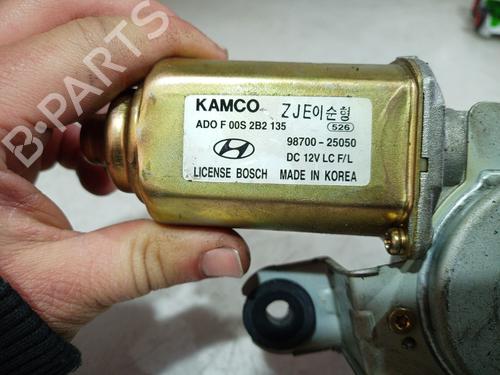 B-PARTS
KAMCO ZJE이순형
ADO F 00S 2B2 135 526
98700-25050
DC 12V LC F/L
LICENSE BOSCH MADE IN KOREA